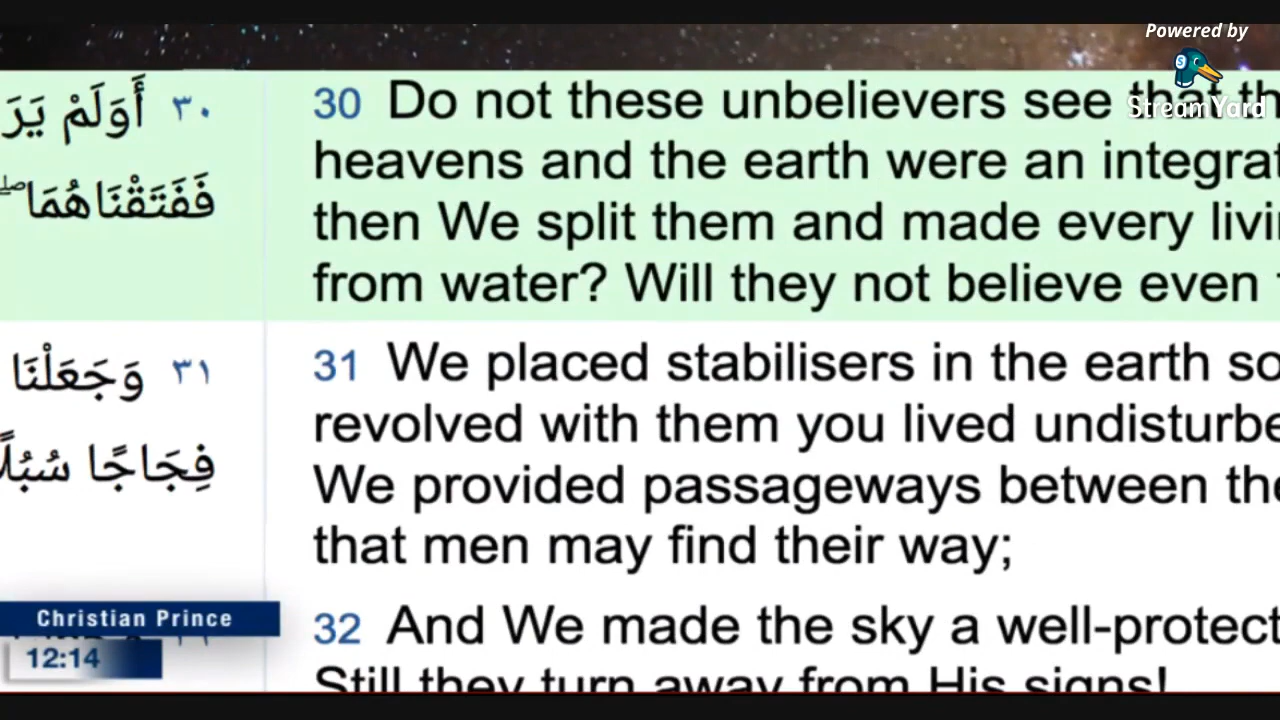 Powered by
StreamYard
٣٠ أَوَلَمْ يَرَ
فَفَتَقْنَاهُمَا ۖ
30 Do not these unbelievers see that th
heavens and the earth were an integrat
then We split them and made every livi
from water? Will they not believe even
٣١ وَجَعَلْنَا
فِجَاجًا سُبُلًا
31 We placed stabilisers in the earth so
revolved with them you lived undisturbe
We provided passageways between the
that men may find their way;
32 And We made the sky a well-protect
Still they turn away from His signs!
Christian Prince
12:14